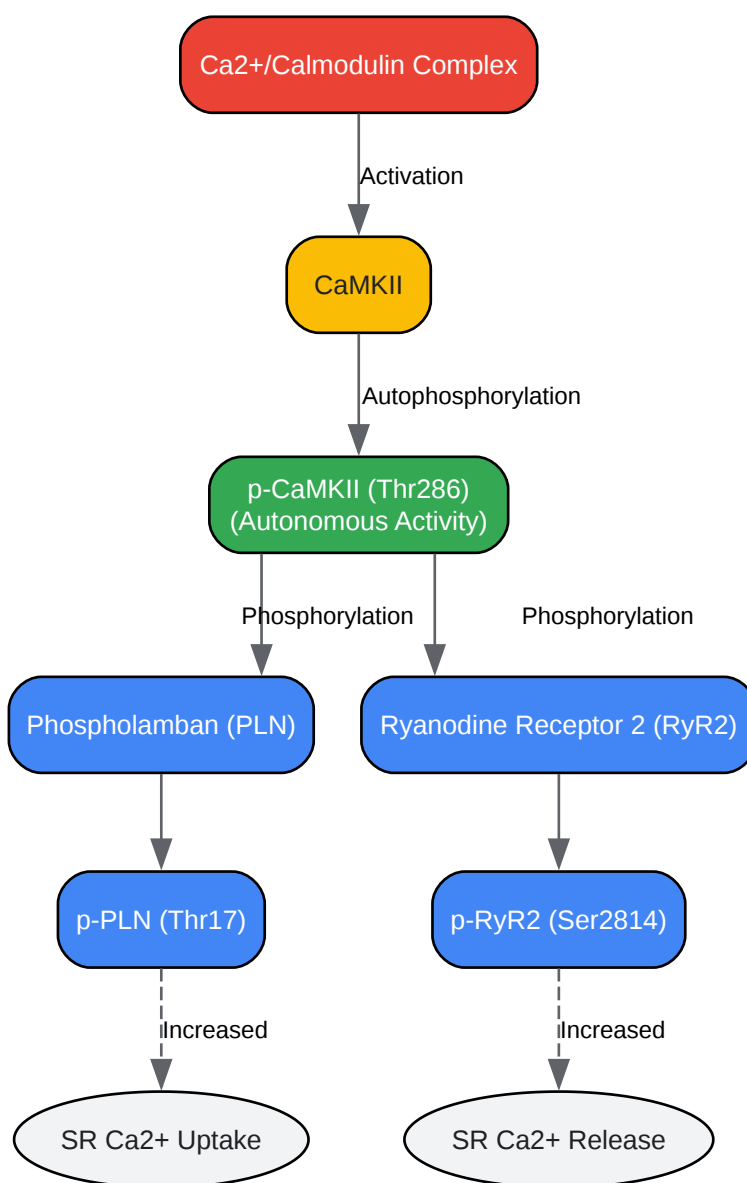 Ca2+/Calmodulin Complex
Activation
CaMKII
Autophosphorylation
p-CaMKII (Thr286)
(Autonomous Activity)
Phosphorylation
Phosphorylation
Phospholamban (PLN)
Ryanodine Receptor 2 (RyR2)
p-PLN (Thr17)
p-RyR2 (Ser2814)
Increased
Increased
SR Ca2+ Uptake
SR Ca2+ Release